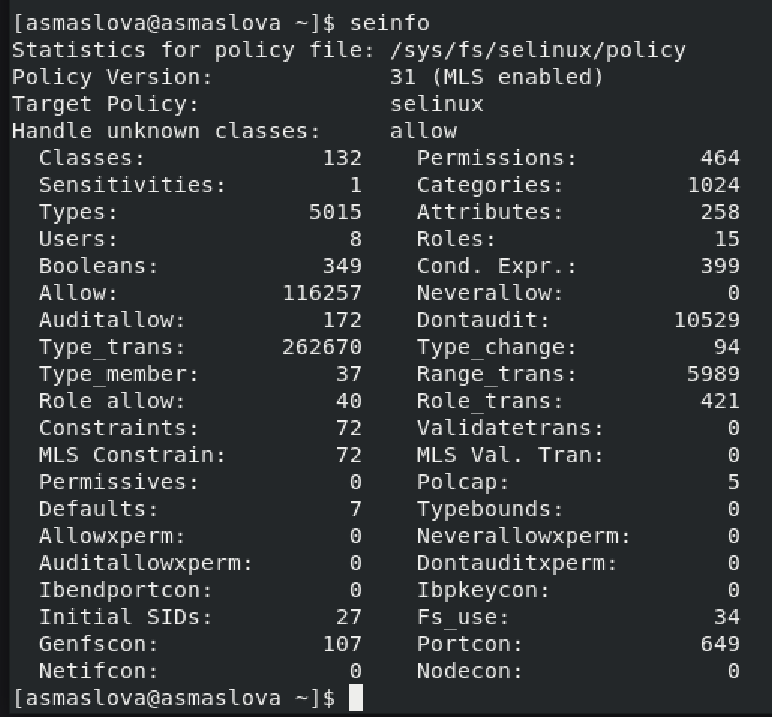 [asmaslova@asmaslova ~]$ seinfo
Statistics for policy file: /sys/fs/selinux/policy
Policy Version:             31 (MLS enabled)
Target Policy:              selinux
Handle unknown classes:     allow
  Classes:             132    Permissions:         464
  Sensitivities:         1    Categories:         1024
  Types:              5015    Attributes:          258
  Users:                 8    Roles:                15
  Booleans:            349    Cond. Expr.:         399
  Allow:            116257    Neverallow:            0
  Auditallow:          172    Dontaudit:         10529
  Type_trans:       262670    Type_change:          94
  Type_member:          37    Range_trans:        5989
  Role allow:           40    Role_trans:          421
  Constraints:          72    Validatetrans:         0
  MLS Constrain:        72    MLS Val. Tran:         0
  Permissives:           0    Polcap:                5
  Defaults:              7    Typebounds:            0
  Allowxperm:            0    Neverallowxperm:       0
  Auditallowxperm:       0    Dontauditxperm:        0
  Ibendportcon:          0    Ibpkeycon:             0
  Initial SIDs:         27    Fs_use:               34
  Genfscon:            107    Portcon:             649
  Netifcon:              0    Nodecon:               0
[asmaslova@asmaslova ~]$